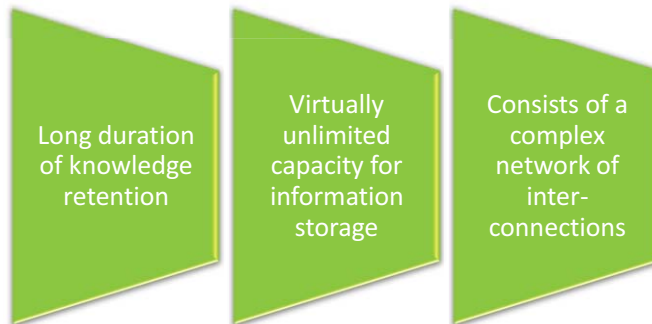 Long duration
of knowledge
retention
Virtually
unlimited
capacity for
information
storage
Consists of a
complex
network of
inter-
connections